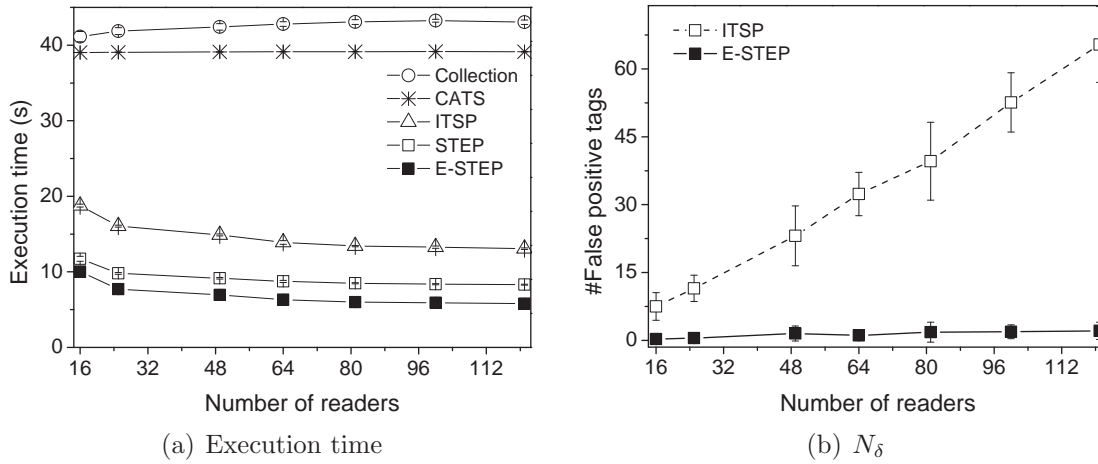 40
30
20
10
0
Execution time (s)
Collection
CATS
ITSP
STEP
E-STEP
16 32 48 64 80 96 112
Number of readers
(a) Execution time
60
45
30
15
0
#False positive tags
ITSP
E-STEP
16 32 48 64 80 96 112
Number of readers
(b) Nδ